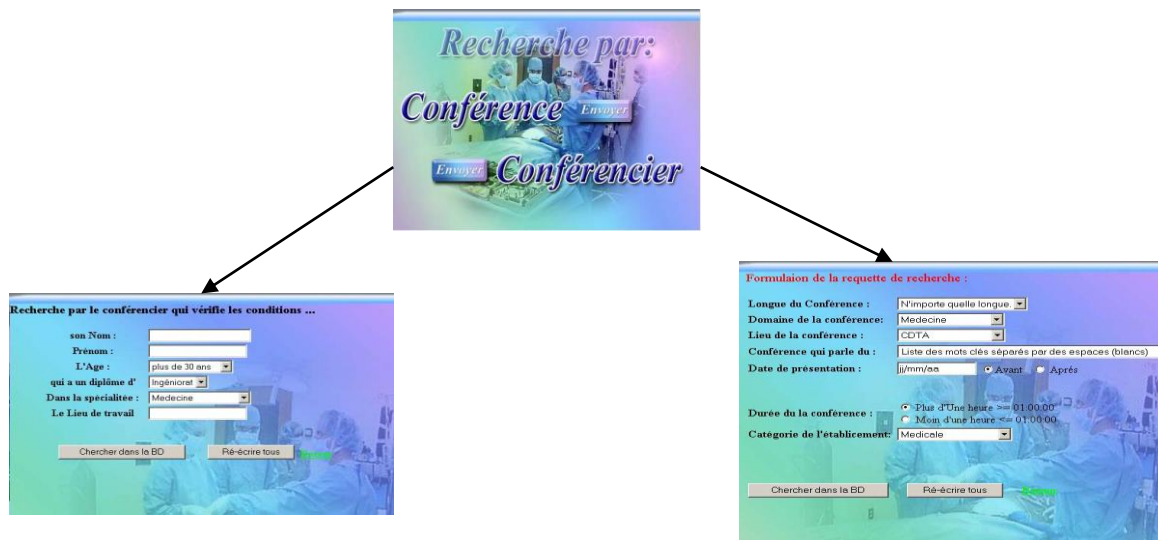 Recherche par:
Conférence Envoyer
Envoyer Conférencier
Recherche par le conférencier qui vérifie les conditions ...
son Nom :
Prénom :
L'Age : plus de 30 ans
qui a un diplôme d' Ingéniorat
Dans la spécialitée : Medecine
Le Lieu de travail
Chercher dans la BD Ré-écrire tous
Formulaion de la requette de recherche :
Longue du Conférence : N'importe quelle longue.
Domaine de la conférence: Medecine
Lieu de la conférence : CDTA
Conférence qui parle du : Liste des mots clés séparés par des espaces (blancs)
Date de présentation : jj/mm/aa Avant Aprés
Durée du la conférence : Plus d'Une heure >= 01:00:00
Moin d'une heure <= 01:00:00
Catégorie de l'établicement: Medicale
Chercher dans la BD Ré-écrire tous